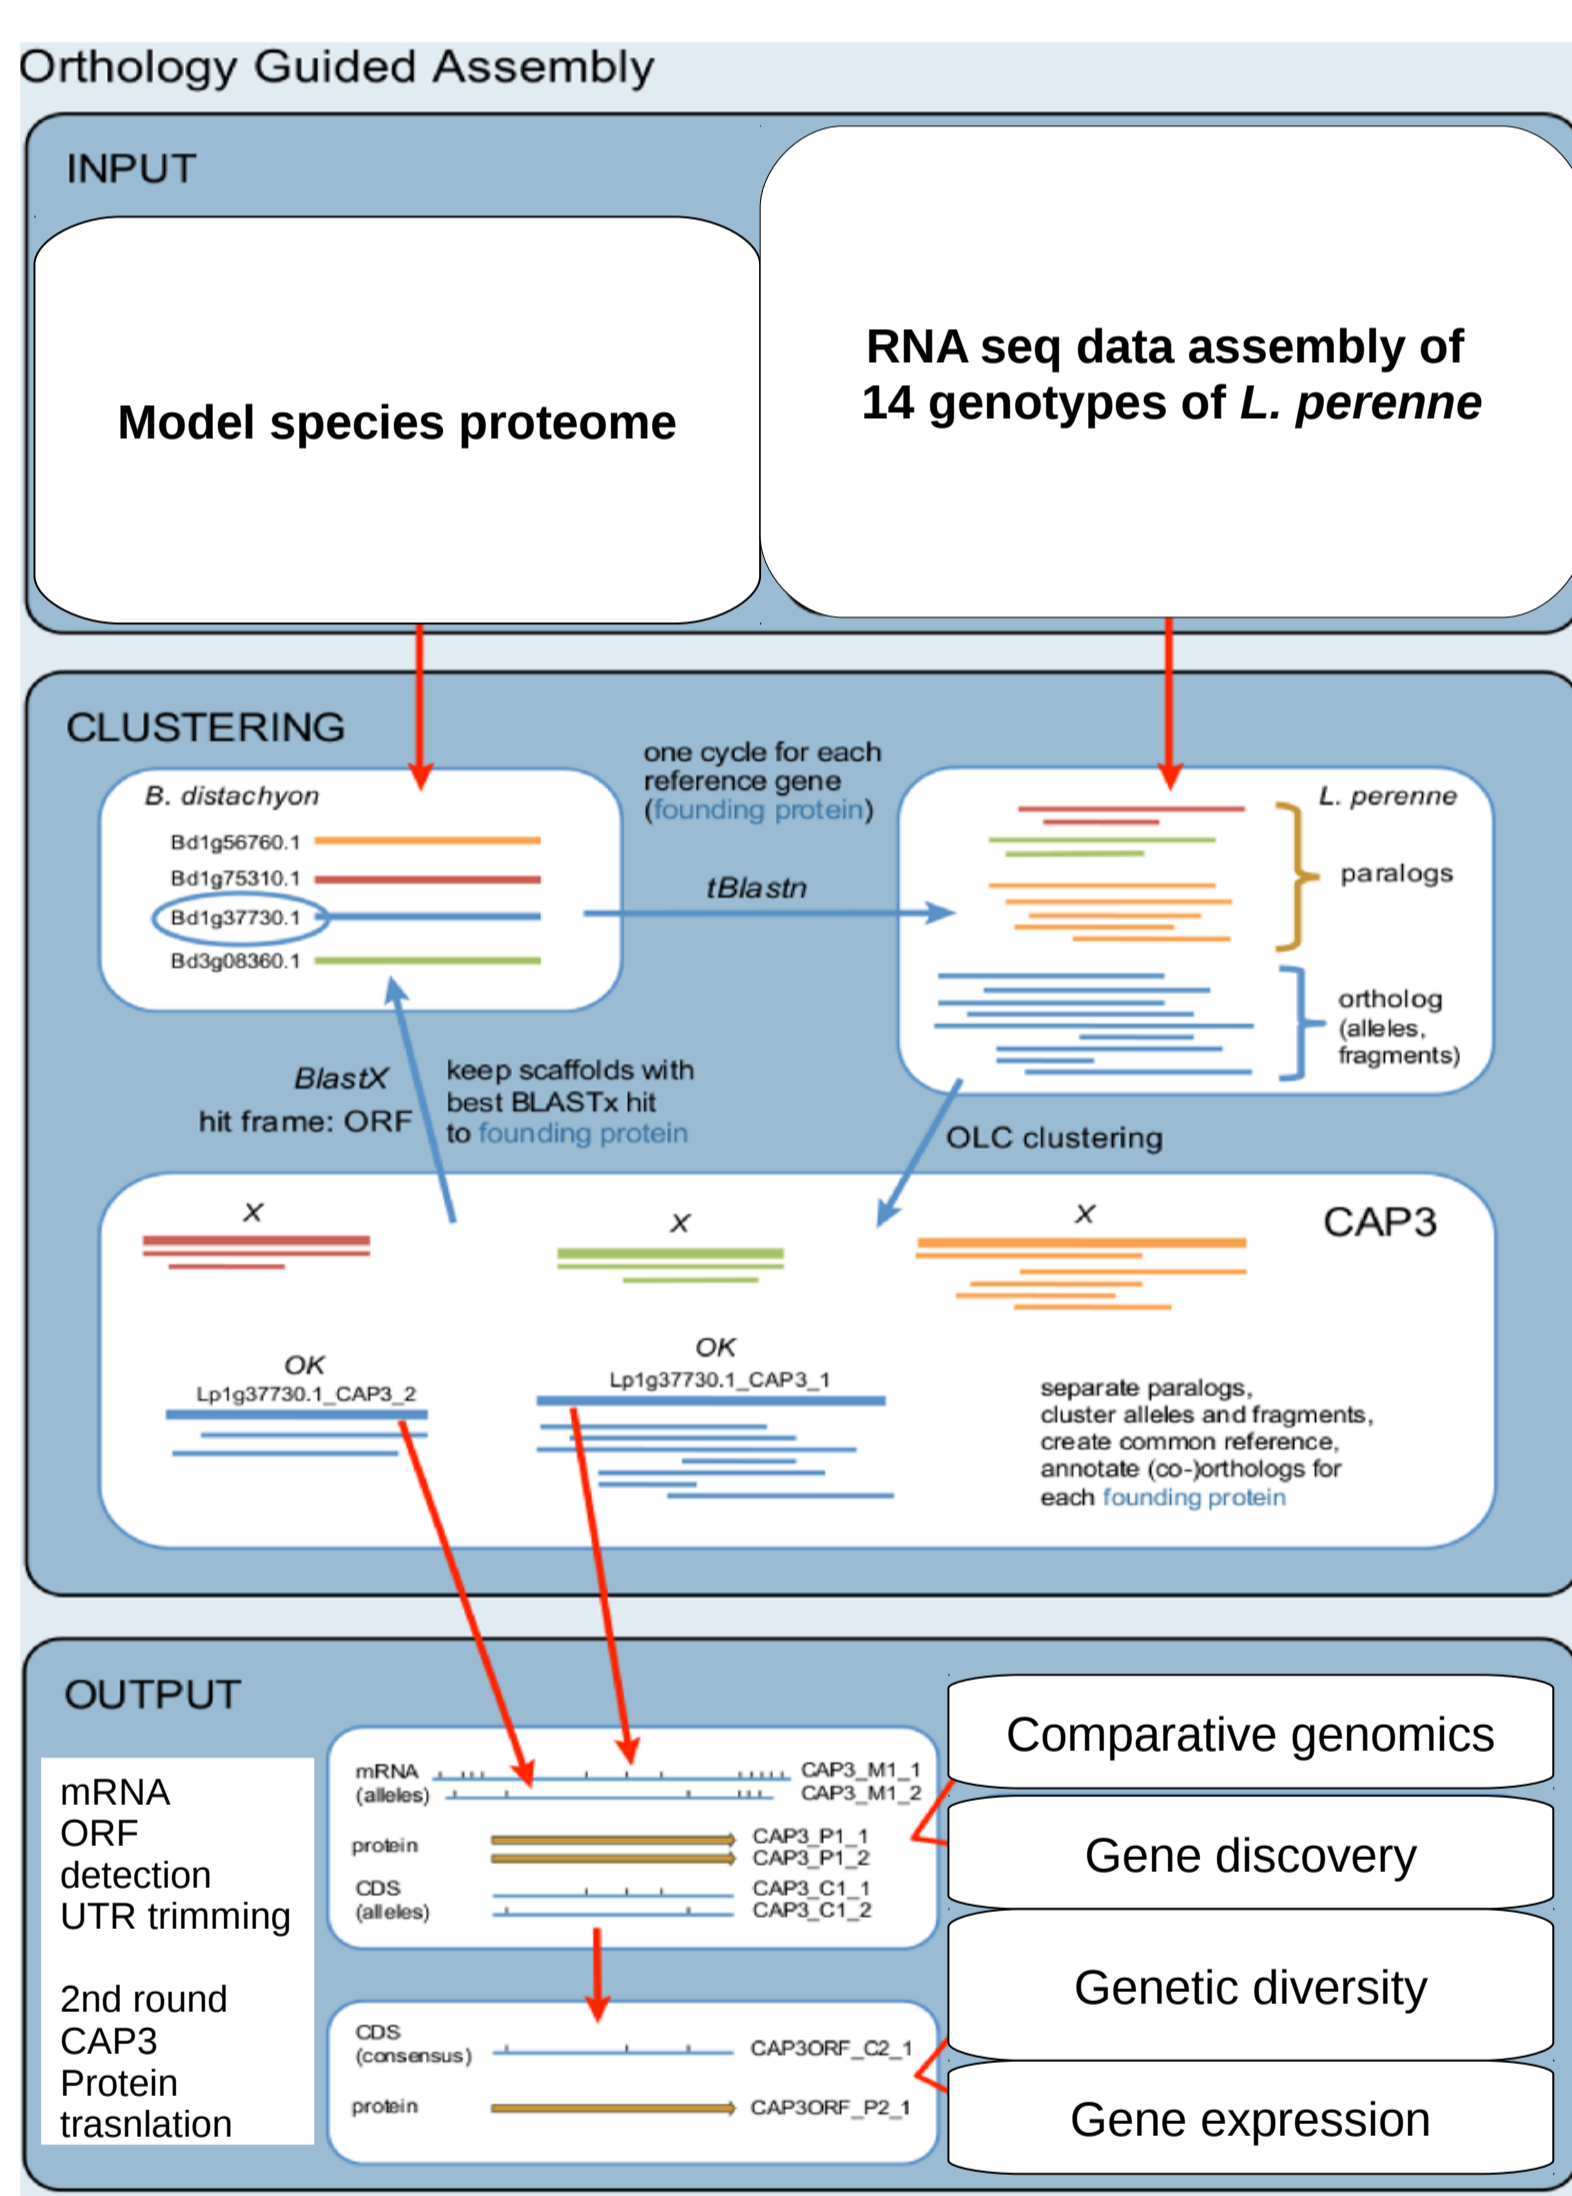 Orthology Guided Assembly
INPUT
Model species proteome
RNA seq data assembly of
14 genotypes of L. perenne
CLUSTERING
B. distachyon
Bd1g56760.1
Bd1g75310.1
Bd1g37730.1
Bd3g08360.1
one cycle for each
reference gene
(founding protein)
tBlastn
L. perenne
paralogs
ortholog
(alleles,
fragments)
BlastX
hit frame: ORF
keep scaffolds with
best BLASTx hit
to founding protein
OLC clustering
CAP3
x
x
x
OK
Lp1g37730.1_CAP3_2
OK
Lp1g37730.1_CAP3_1
separate paralogs,
cluster alleles and fragments,
create common reference,
annotate (co-)orthologs for
each founding protein
OUTPUT
mRNA
ORF
detection
UTR trimming
2nd round
CAP3
Protein
trasnlation
mRNA
(alleles)
CAP3_M1_1
CAP3_M1_2
protein
CAP3_P1_1
CAP3_P1_2
CDS
(alleles)
CAP3_C1_1
CAP3_C1_2
CDS
(consensus)
CAP3ORF_C2_1
protein
CAP3ORF_P2_1
Comparative genomics
Gene discovery
Genetic diversity
Gene expression